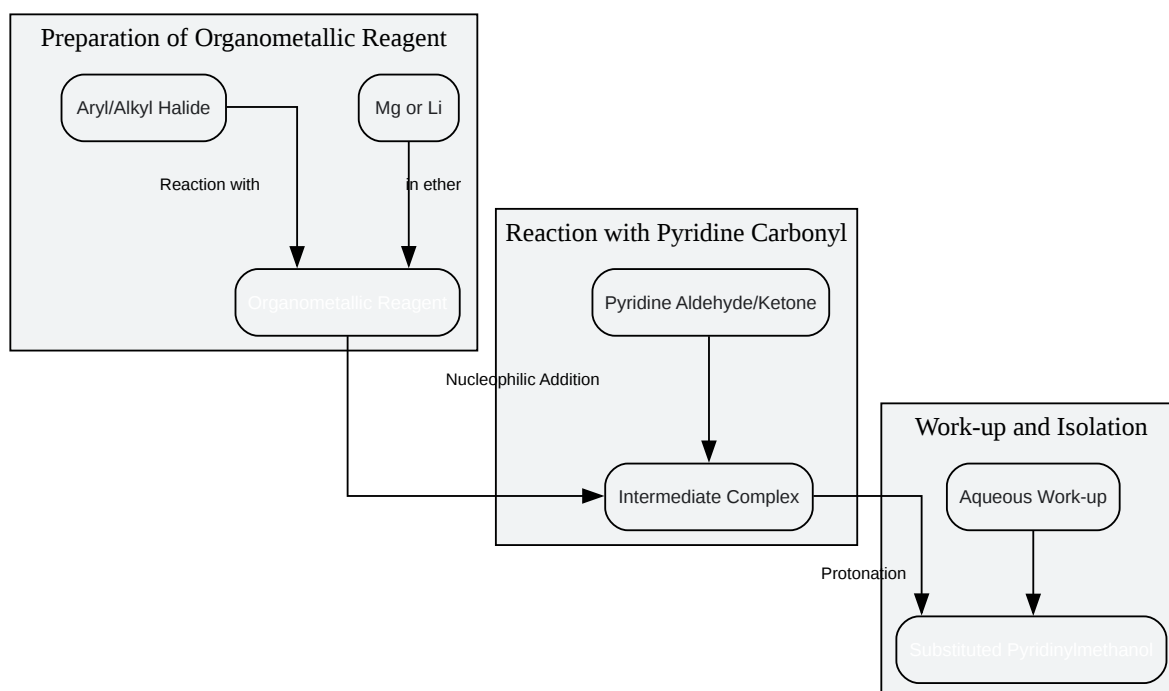 Preparation of Organometallic Reagent
Aryl/Alkyl Halide
Mg or Li
Reaction with
in ether
Organometallic Reagent
Reaction with Pyridine Carbonyl
Pyridine Aldehyde/Ketone
Nucleophilic Addition
Intermediate Complex
Work-up and Isolation
Aqueous Work-up
Protonation
Substituted Pyridinylmethanol